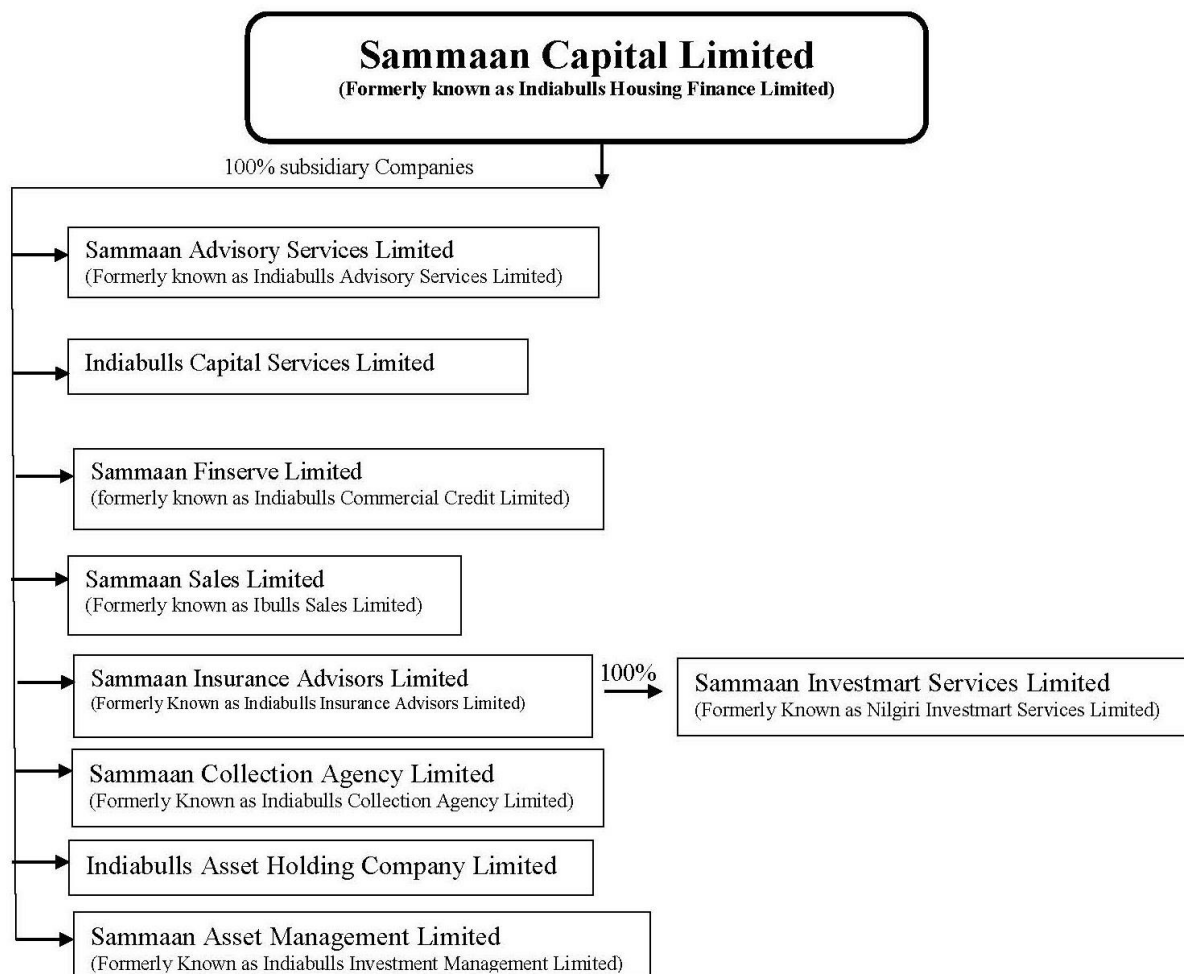 Sammaan Capital Limited
(Formerly known as Indiabulls Housing Finance Limited)
100% subsidiary Companies
Sammaan Advisory Services Limited
(Formerly known as Indiabulls Advisory Services Limited)
Indiabulls Capital Services Limited
Sammaan Finserve Limited
(formerly known as Indiabulls Commercial Credit Limited)
Sammaan Sales Limited
(Formerly known as Ibulls Sales Limited)
Sammaan Insurance Advisors Limited
(Formerly Known as Indiabulls Insurance Advisors Limited)
100%
Sammaan Investmart Services Limited
(Formerly Known as Nilgiri Investmart Services Limited)
Sammaan Collection Agency Limited
(Formerly Known as Indiabulls Collection Agency Limited)
Indiabulls Asset Holding Company Limited
Sammaan Asset Management Limited
(Formerly Known as Indiabulls Investment Management Limited)